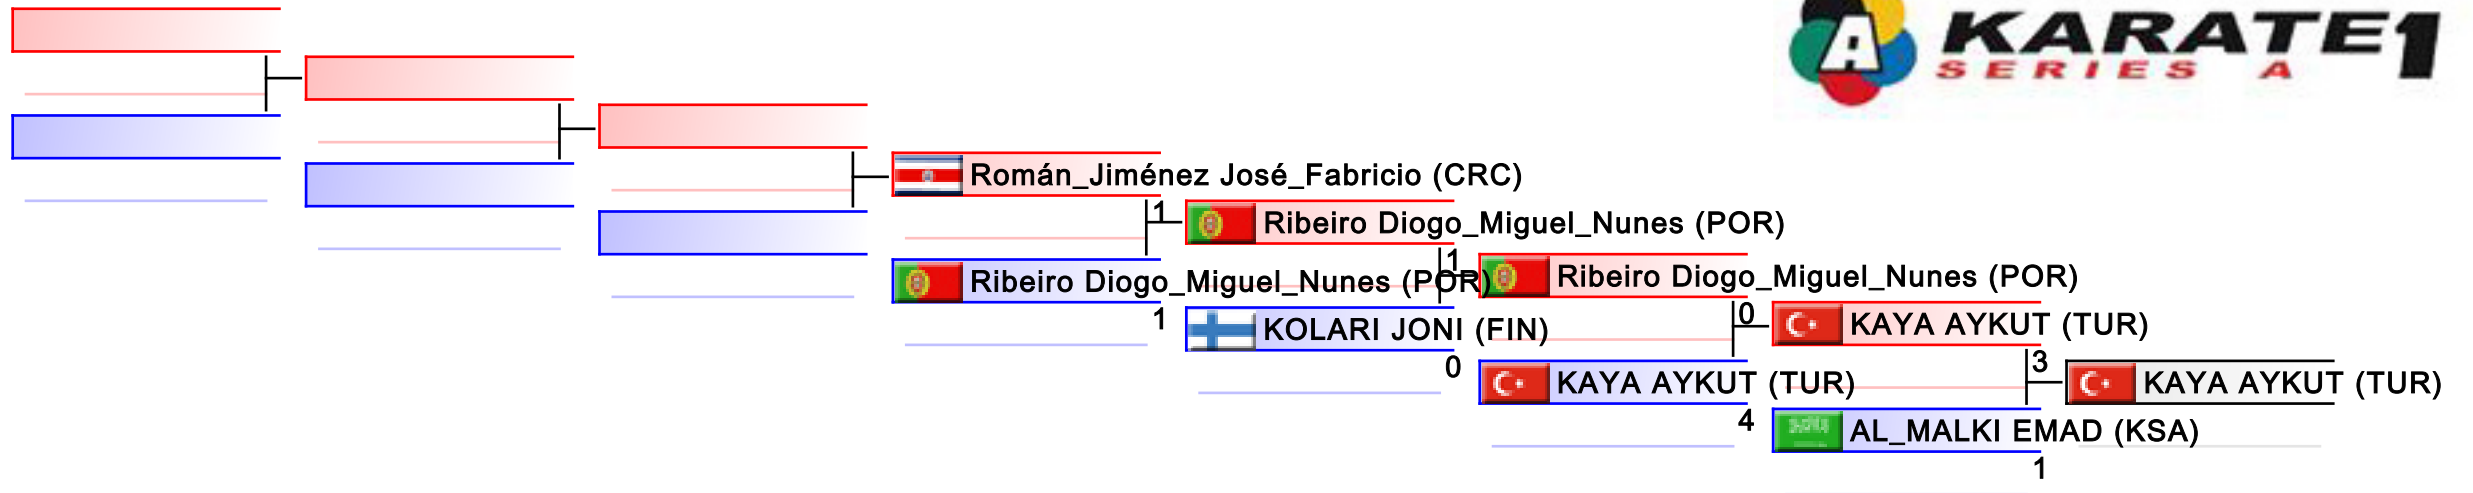 A KARATE1
SERIES A
Román_Jiménez José_Fabricio (CRC)
1
Ribeiro Diogo_Miguel_Nunes (POR)
1
Ribeiro Diogo_Miguel_Nunes (POR)
1
KOLARI JONI (FIN)
0
Ribeiro Diogo_Miguel_Nunes (POR)
0
KAYA AYKUT (TUR)
4
KAYA AYKUT (TUR)
3
AL_MALKI EMAD (KSA)
1
KAYA AYKUT (TUR)